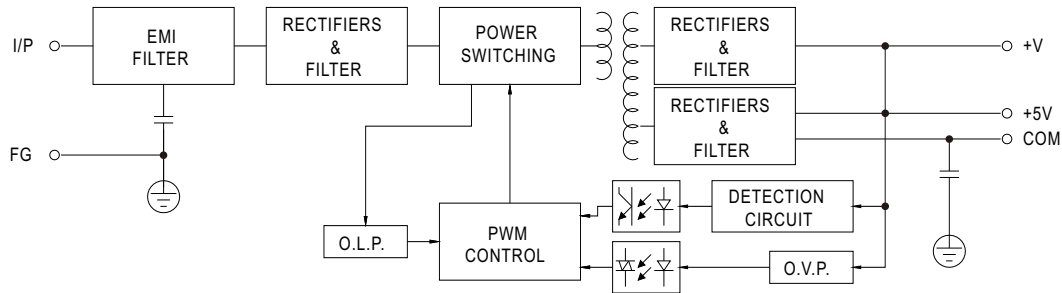 I/P
EMI
FILTER
RECTIFIERS
&
FILTER
POWER
SWITCHING
RECTIFIERS
&
FILTER
+V
RECTIFIERS
&
FILTER
+5V
COM
FG
O.L.P.
PWM
CONTROL
DETECTION
CIRCUIT
O.V.P.